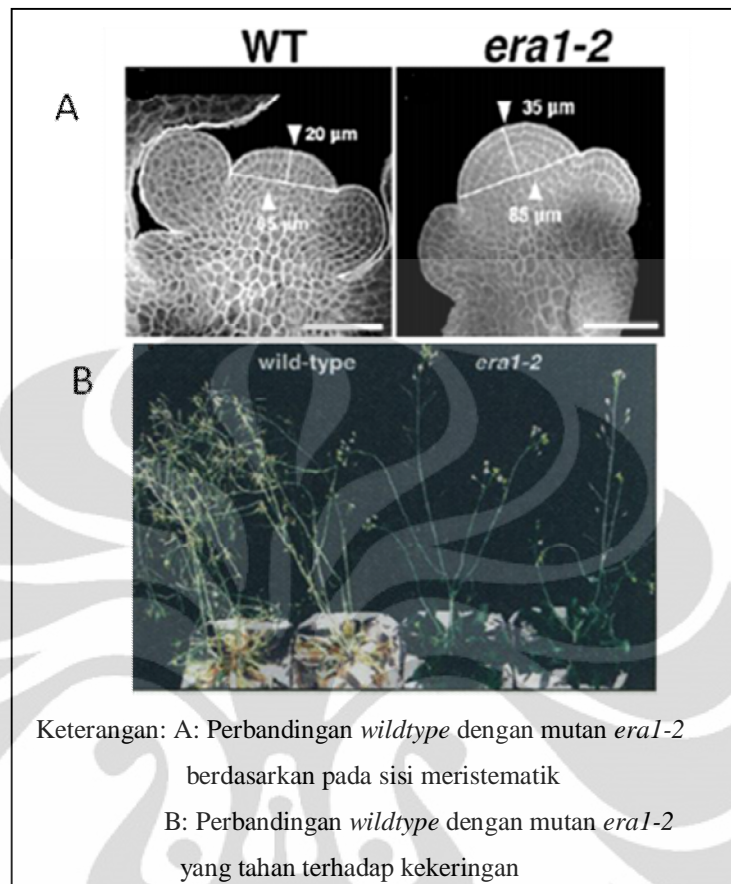 WT era1-2
A
20 µm
35 µm
85 µm
B
wild-type era1-2
Keterangan: A: Perbandingan wildtype dengan mutan era1-2
berdasarkan pada sisi meristematik
B: Perbandingan wildtype dengan mutan era1-2
yang tahan terhadap kekeringan